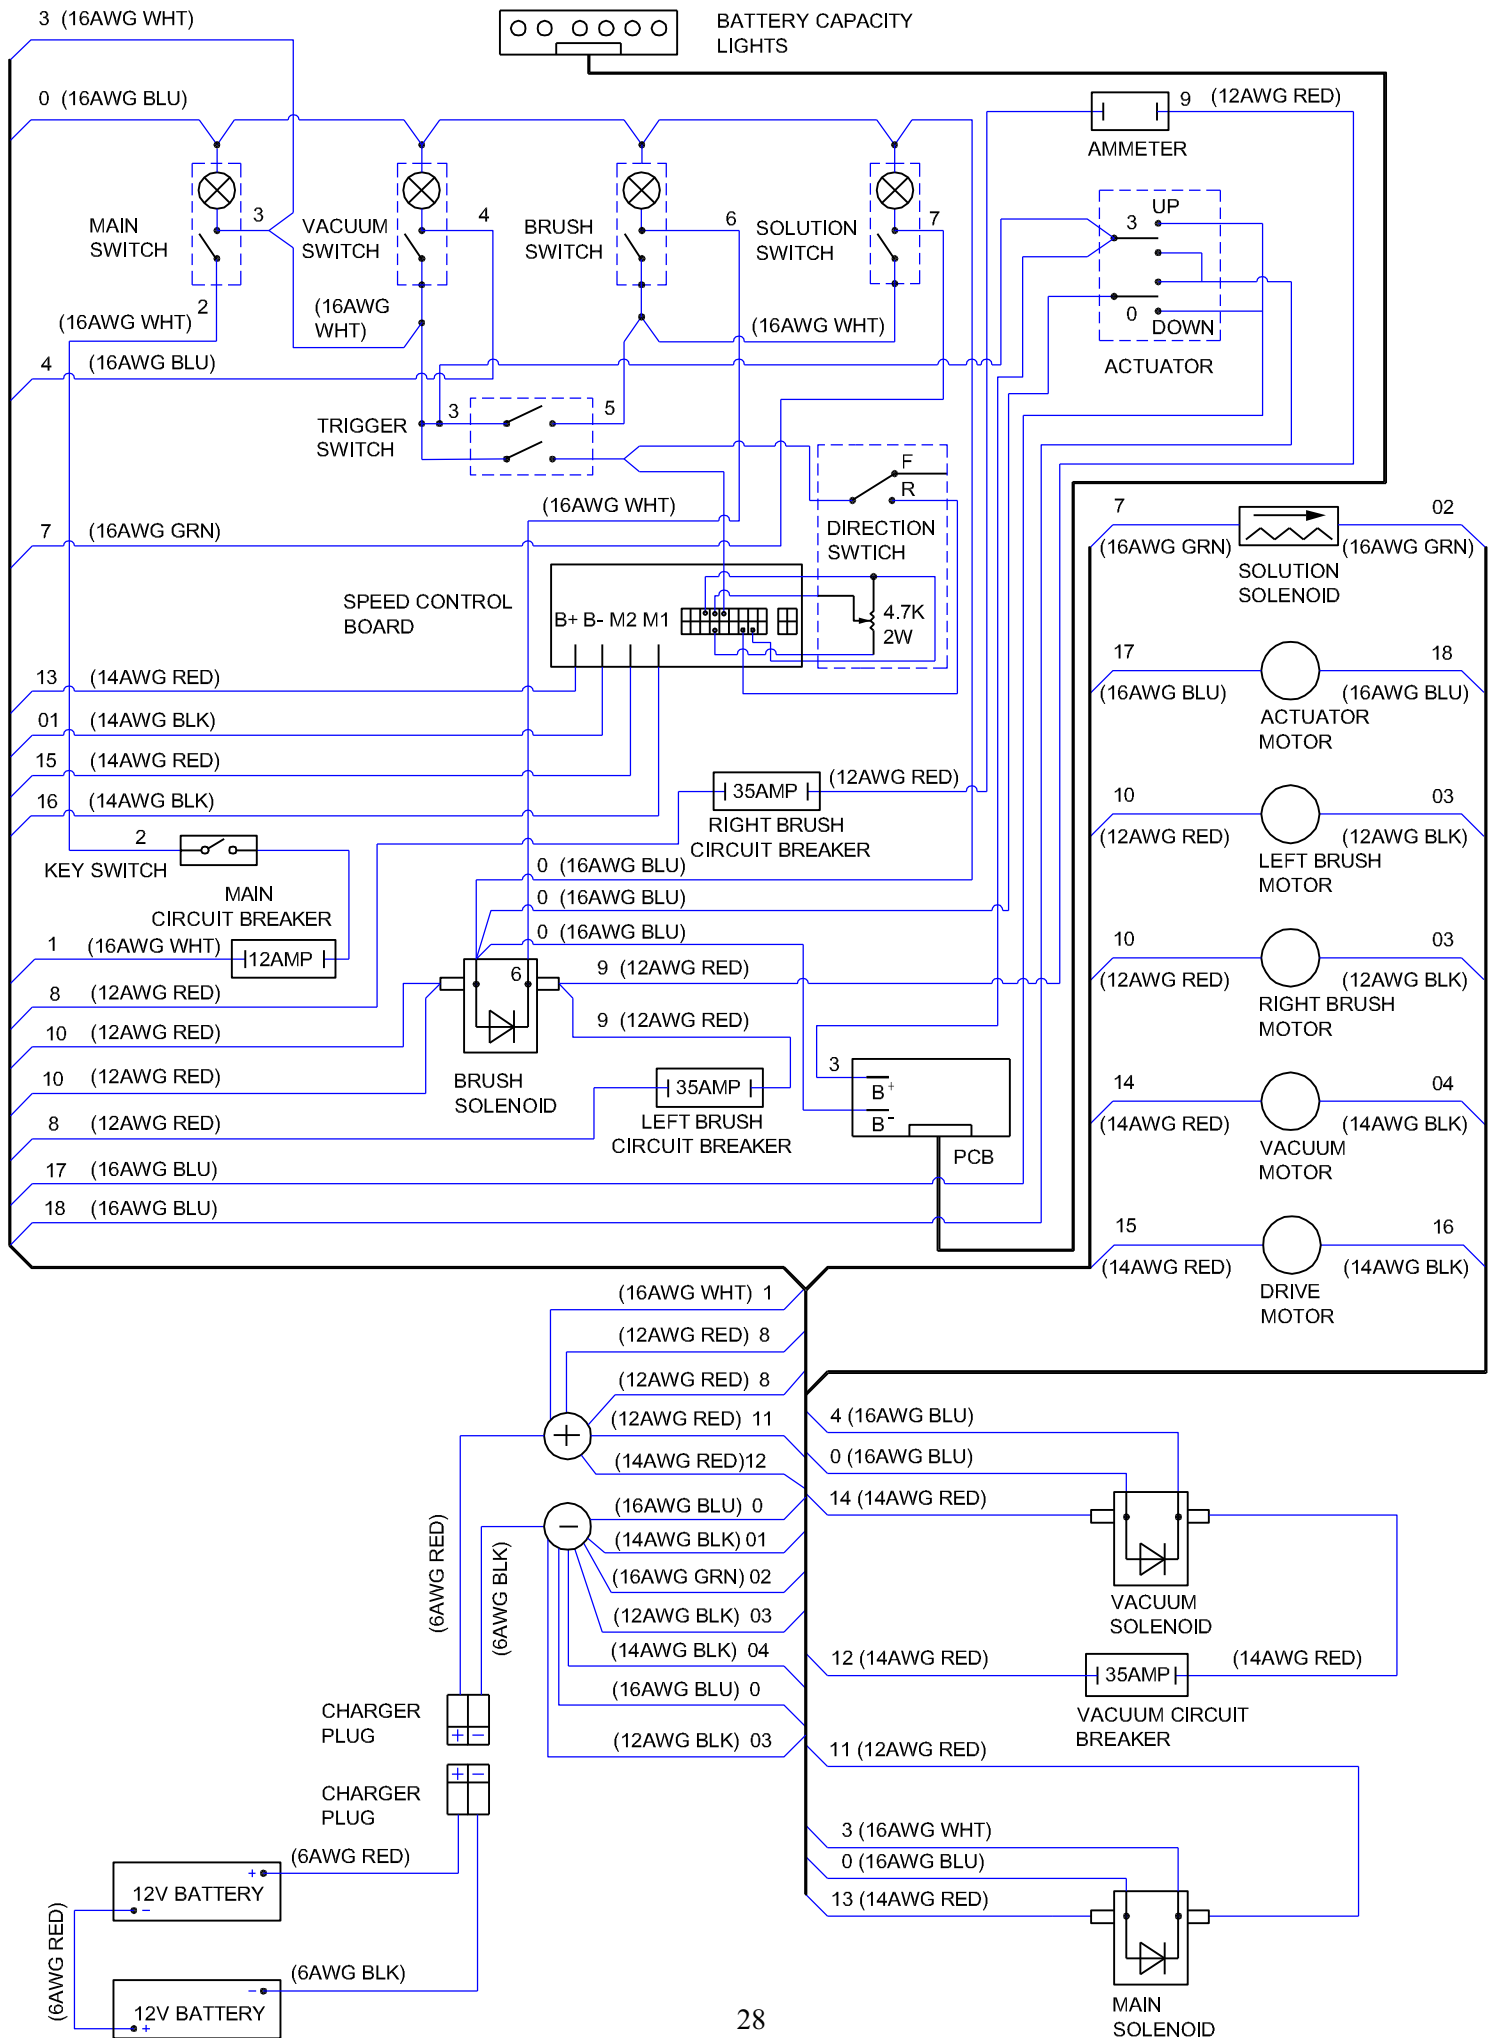 3 (16AWG WHT)
BATTERY CAPACITY
LIGHTS
0 (16AWG BLU)
9 (12AWG RED)
AMMETER
MAIN
SWITCH
3
VACUUM
SWITCH
4
BRUSH
SWITCH
6
SOLUTION
SWITCH
7
UP
3
0
DOWN
ACTUATOR
2
(16AWG WHT)
(16AWG
WHT)
(16AWG WHT)
4 (16AWG BLU)
TRIGGER
SWITCH
3
5
F
R
DIRECTION
SWTICH
(16AWG WHT)
7 (16AWG GRN)
SPEED CONTROL
BOARD
B+ B- M2 M1
4.7K
2W
13 (14AWG RED)
01 (14AWG BLK)
15 (14AWG RED)
16 (14AWG BLK)
35AMP
(12AWG RED)
RIGHT BRUSH
CIRCUIT BREAKER
2
KEY SWITCH
MAIN
CIRCUIT BREAKER
12AMP
0 (16AWG BLU)
0 (16AWG BLU)
0 (16AWG BLU)
1 (16AWG WHT)
8 (12AWG RED)
10 (12AWG RED)
10 (12AWG RED)
8 (12AWG RED)
17 (16AWG BLU)
18 (16AWG BLU)
6
9 (12AWG RED)
9 (12AWG RED)
BRUSH
SOLENOID
35AMP
LEFT BRUSH
CIRCUIT BREAKER
3
B+
B-
PCB
7
02
(16AWG GRN)
(16AWG GRN)
SOLUTION
SOLENOID
17
18
(16AWG BLU)
(16AWG BLU)
ACTUATOR
MOTOR
10
03
(12AWG RED)
(12AWG BLK)
LEFT BRUSH
MOTOR
10
03
(12AWG RED)
(12AWG BLK)
RIGHT BRUSH
MOTOR
14
04
(14AWG RED)
(14AWG BLK)
VACUUM
MOTOR
15
16
(14AWG RED)
(14AWG BLK)
DRIVE
MOTOR
(16AWG WHT) 1
(12AWG RED) 8
(12AWG RED) 8
(12AWG RED) 11
(14AWG RED)12
+
(16AWG BLU) 0
(14AWG BLK) 01
(16AWG GRN) 02
(12AWG BLK) 03
(14AWG BLK) 04
(16AWG BLU) 0
(12AWG BLK) 03
−
(6AWG RED)
(6AWG BLK)
4 (16AWG BLU)
0 (16AWG BLU)
14 (14AWG RED)
VACUUM
SOLENOID
12 (14AWG RED)
35AMP
(14AWG RED)
VACUUM CIRCUIT
BREAKER
11 (12AWG RED)
CHARGER
PLUG
+ −
CHARGER
PLUG
+ −
3 (16AWG WHT)
0 (16AWG BLU)
13 (14AWG RED)
MAIN
SOLENOID
(6AWG RED)
+
12V BATTERY
−
(6AWG RED)
(6AWG BLK)
−
12V BATTERY
+
28